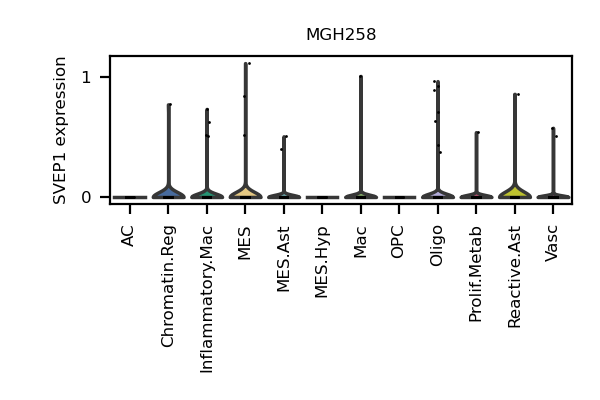 MGH258
SVEP1 expression
1
0
AC
Chromatin.Reg
Inflammatory.Mac
MES
MES.Ast
MES.Hyp
Mac
OPC
Oligo
Prolif.Metab
Reactive.Ast
Vasc